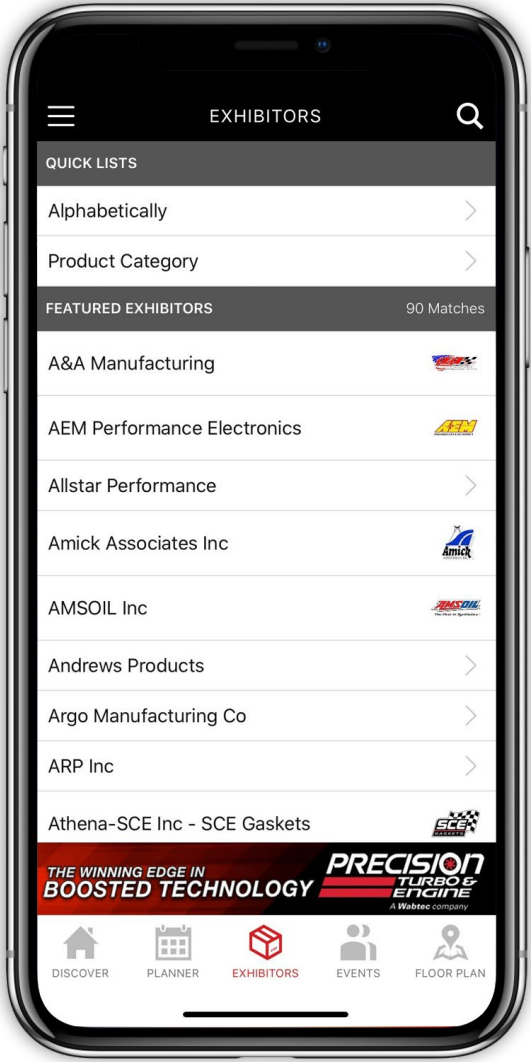 EXHIBITORS
QUICK LISTS
Alphabetically
Product Category
FEATURED EXHIBITORS 90 Matches
A&A Manufacturing
AEM Performance Electronics
AEM
Allstar Performance
Amick Associates Inc
Amick
AMSOIL Inc
AMSOIL
Andrews Products
Argo Manufacturing Co
ARP Inc
Athena-SCE Inc - SCE Gaskets
SCE
GASKETS
THE WINNING EDGE IN
BOOSTED TECHNOLOGY
PRECISION
TURBO &
ENGINE
A Wabtec company
DISCOVER PLANNER EXHIBITORS EVENTS FLOOR PLAN